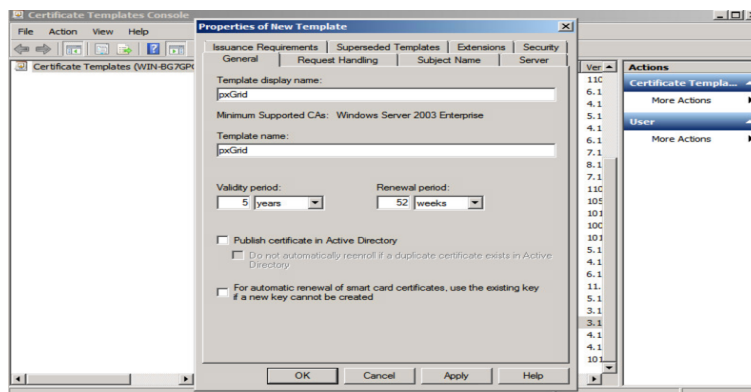 Certificate Templates Console
File Action View Help
Certificate Templates (WIN-BG7GP
Properties of New Template
Issuance Requirements Superseded Templates Extensions Security
General Request Handling Subject Name Server
Template display name:
pxGrid
Minimum Supported CAs: Windows Server 2003 Enterprise
Template name:
pxGrid
Validity period: Renewal period:
5 years 52 weeks
Publish certificate in Active Directory
Do not automatically reenroll if a duplicate certificate exists in Active
Directory
For automatic renewal of smart card certificates, use the existing key
if a new key cannot be created
OK Cancel Apply Help
Ver
110
6.1
4.1
5.1
4.1
6.1
7.1
8.1
7.1
110
105
101
100
101
5.1
4.1
6.1
11.
5.1
3.1
3.1
4.1
4.1
101
Actions
Certificate Templa...
More Actions
User
More Actions